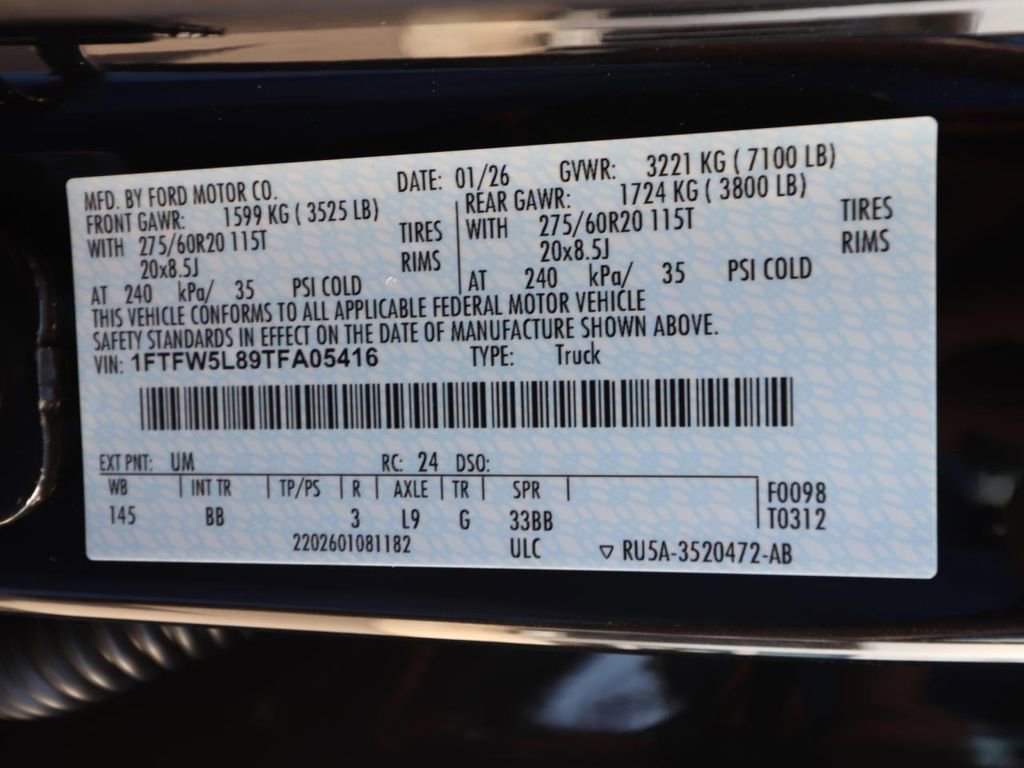 MFD. BY FORD MOTOR CO. DATE: 01/26 GVWR: 3221 KG ( 7100 LB)
FRONT GAWR: 1599 KG ( 3525 LB) REAR GAWR: 1724 KG ( 3800 LB)
WITH 275/60R20 115T TIRES WITH 275/60R20 115T TIRES
20x8.5J RIMS 20x8.5J RIMS
AT 240 kPa/ 35 PSI COLD AT 240 kPa/ 35 PSI COLD
THIS VEHICLE CONFORMS TO ALL APPLICABLE FEDERAL MOTOR VEHICLE
SAFETY STANDARDS IN EFFECT ON THE DATE OF MANUFACTURE SHOWN ABOVE.
VIN: 1FTFW5L89TFA05416 TYPE: Truck
EXT PNT: UM RC: 24 DSO:
WB INT TR TP/PS R AXLE TR SPR F0098
145 BB 3 L9 G 33BB T0312
2202601081182 ULC ▽ RU5A-3520472-AB